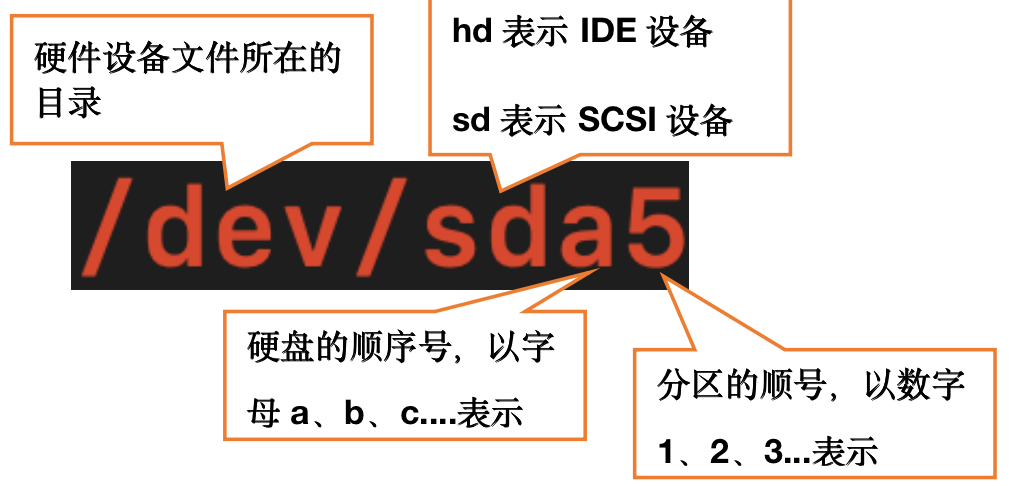 硬件设备文件所在的
目录
hd 表示 IDE 设备
sd 表示 SCSI 设备
/dev/sda5
硬盘的顺序号，以字
母 a、b、c....表示
分区的顺号，以数字
1、2、3...表示